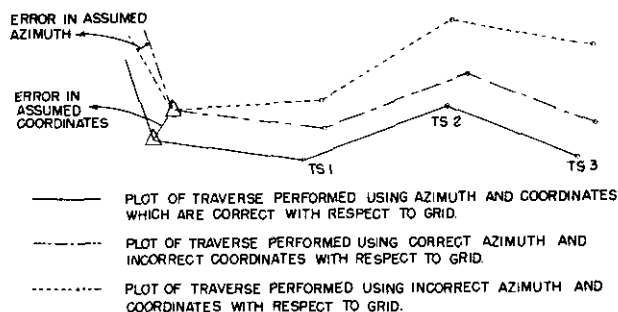 ERROR IN ASSUMED
AZIMUTH
ERROR IN
ASSUMED
COORDINATES
TS 1
TS 2
TS 3
PLOT OF TRAVERSE PERFORMED USING AZIMUTH AND COORDINATES
WHICH ARE CORRECT WITH RESPECT TO GRID.
PLOT OF TRAVERSE PERFORMED USING CORRECT AZIMUTH AND
INCORRECT COORDINATES WITH RESPECT TO GRID.
PLOT OF TRAVERSE PERFORMED USING INCORRECT AZIMUTH AND
COORDINATES WITH RESPECT TO GRID.